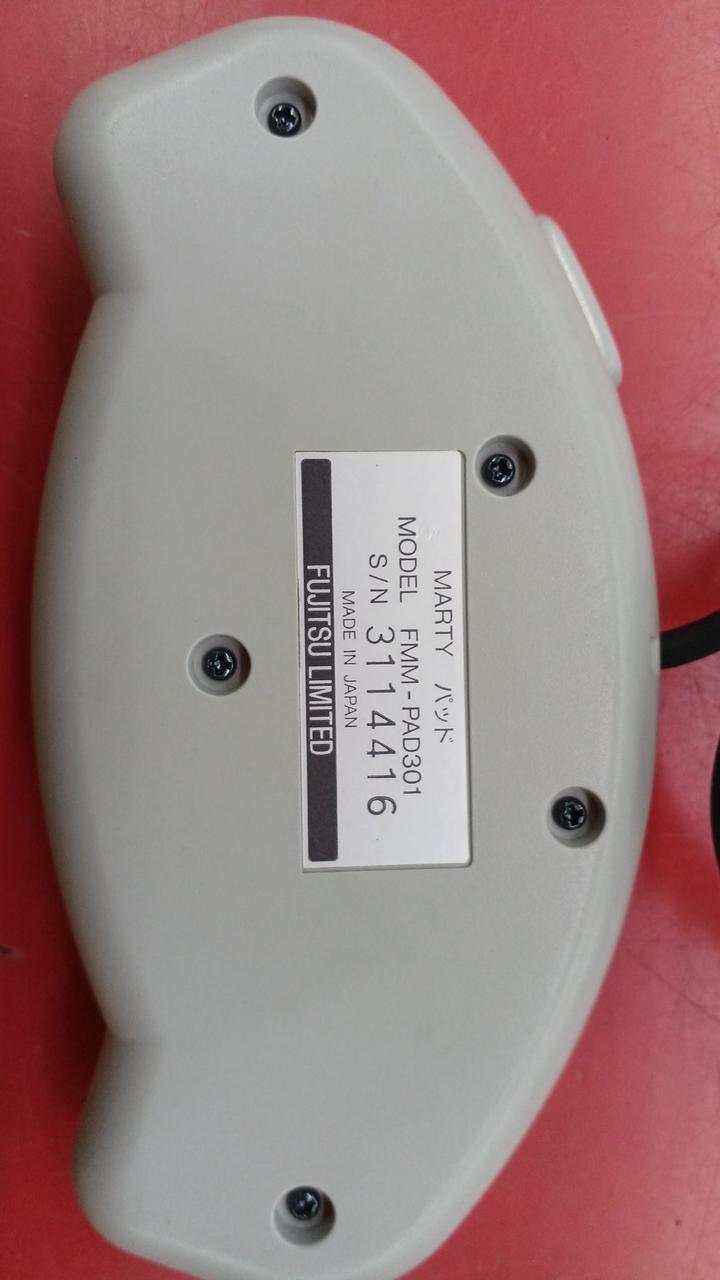 MARTY パッド
MODEL FMM-PAD301
S/N 3114416
MADE IN JAPAN
FUJITSU LIMITED